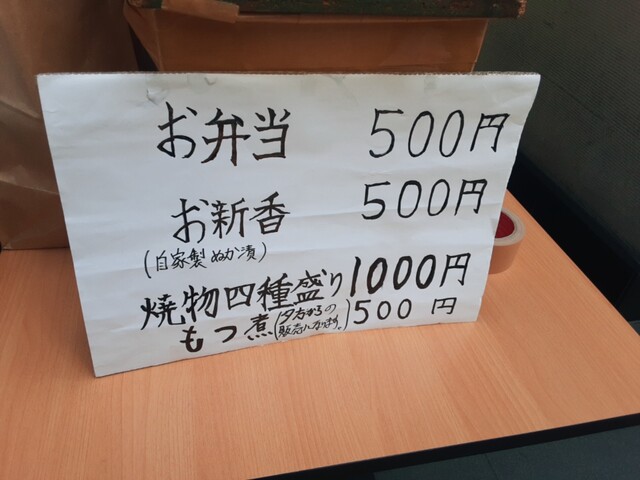 お弁当 500円
お新香 500円
(自家製ぬか漬)
焼物四種盛り 1000円
もつ煮(夕方からの販売になります。) 500円